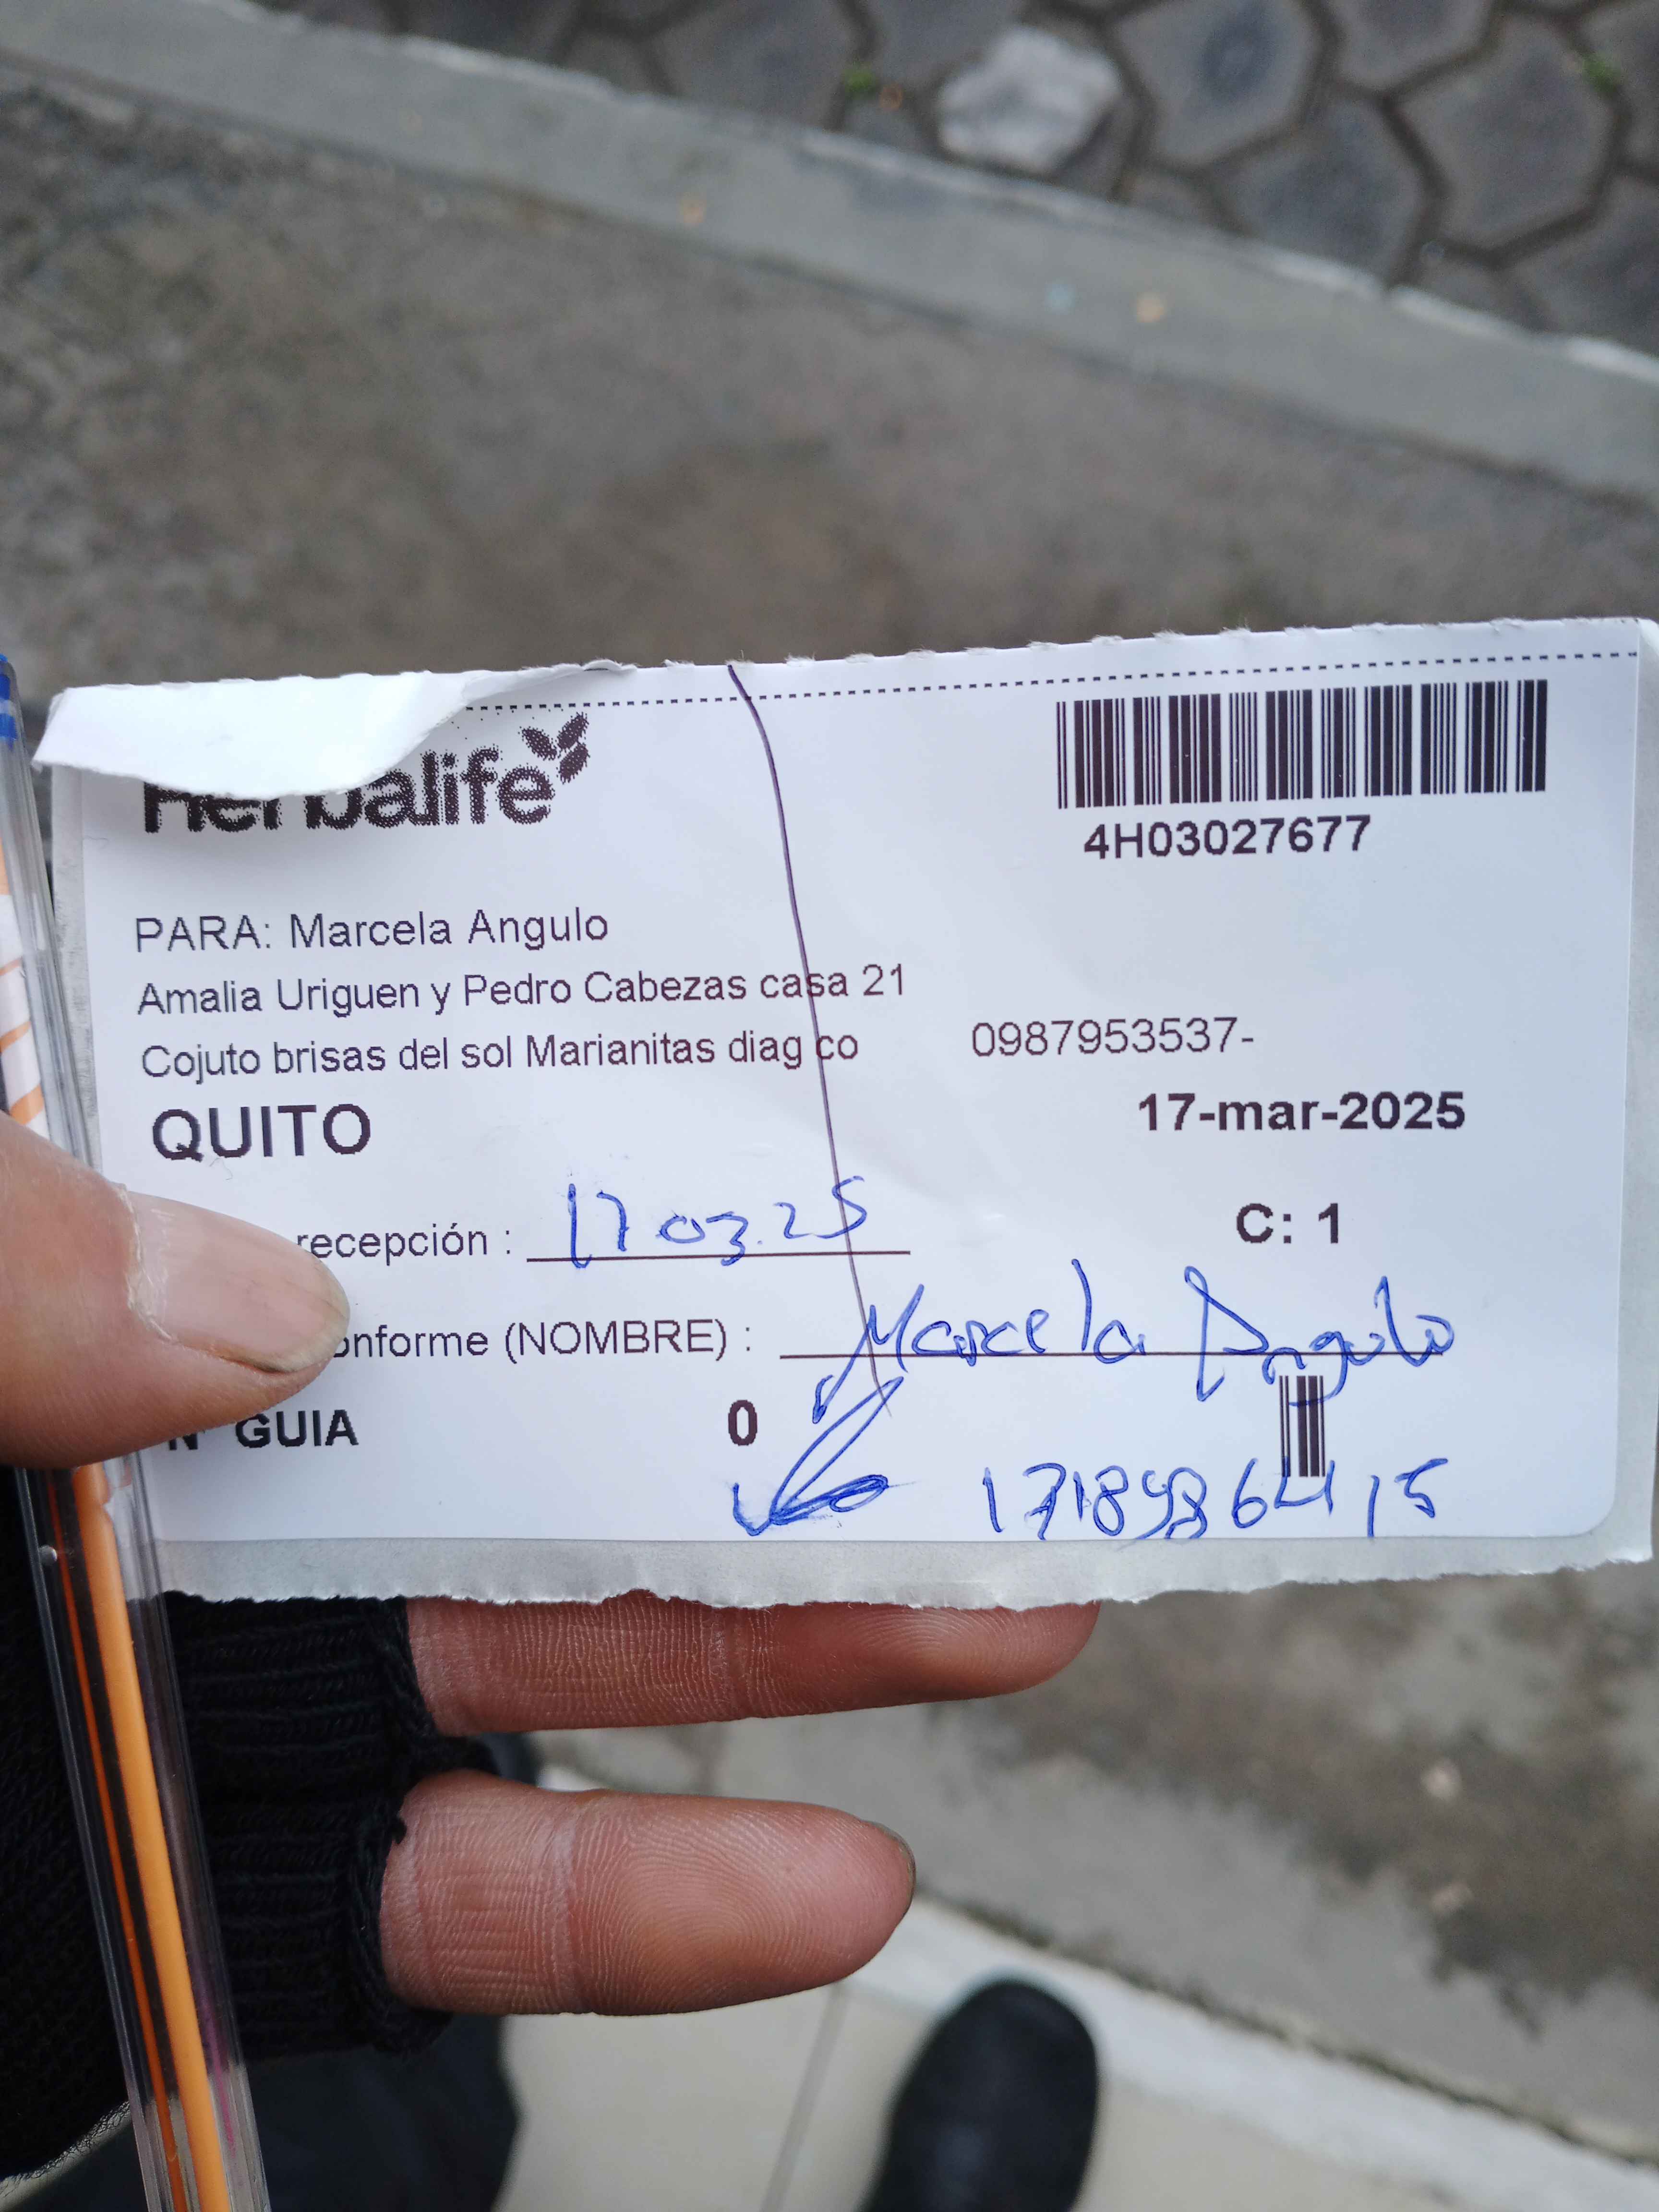 Herbalife
4H03027677
PARA: Marcela Angulo
Amalia Uriguen y Pedro Cabezas casa 21
Cojuto brisas del sol Marianitas diag co 0987953537-
QUITO 17-mar-2025
recepción : 17 03.25 C: 1
onforme (NOMBRE) : Marcela Angulo
N° GUIA 0